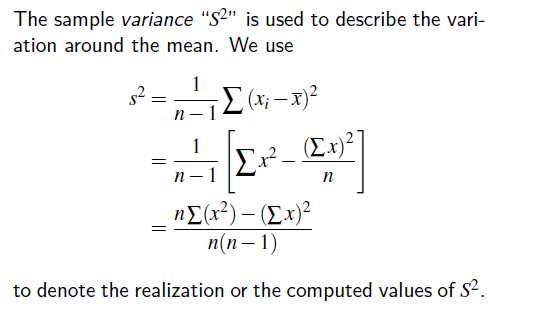 The sample variance “S²" is used to describe the vari-
ation around the mean. We use
s² = 1/(n − 1) ∑ (xᵢ − x̅)²
= 1/(n − 1) [∑x² − (∑x)²/n]
= (n∑(x²) − (∑x)²)/(n(n − 1))
to denote the realization or the computed values of S².